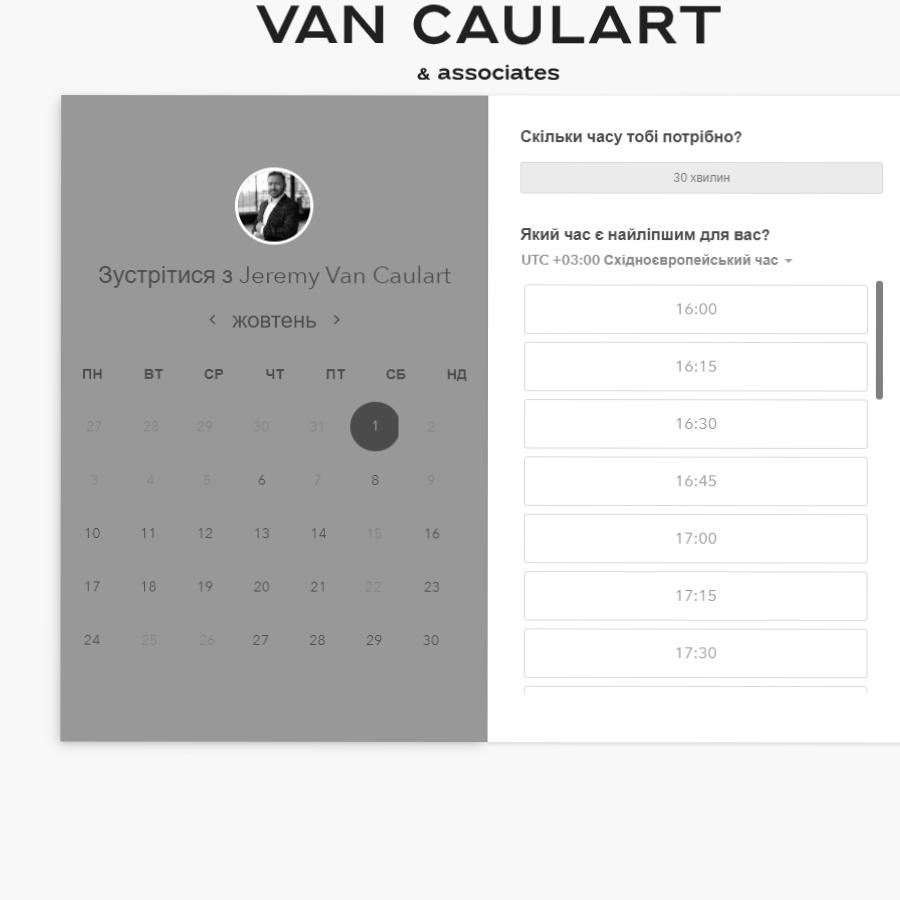 VAN CAULART
& associates
Зустрітися з Jeremy Van Caulart
жовтень
ПН ВТ СР ЧТ ПТ СБ НД
27 28 29 30 31 1 2
3 4 5 6 7 8 9
10 11 12 13 14 15 16
17 18 19 20 21 22 23
24 25 26 27 28 29 30
Скільки часу тобі потрібно?
30 хвилин
Який час є найліпшим для вас?
UTC +03:00 Східноєвропейський час
16:00
16:15
16:30
16:45
17:00
17:15
17:30